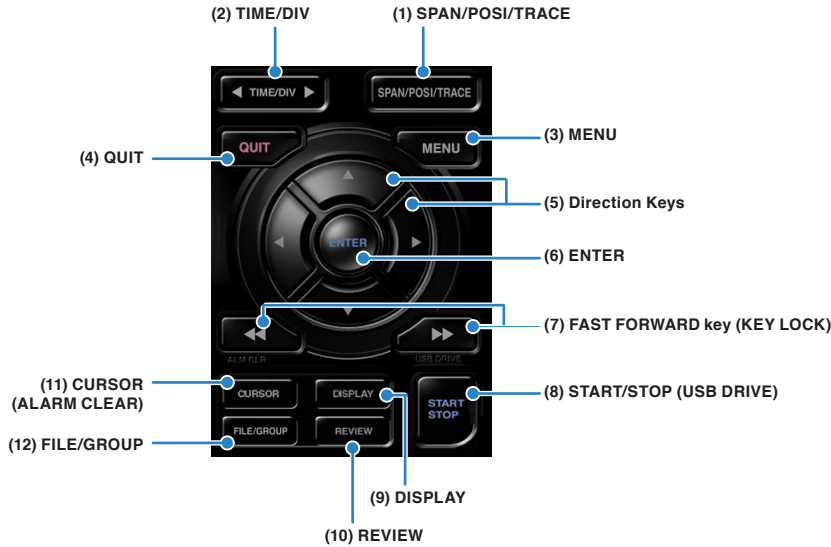 (2) TIME/DIV
(1) SPAN/POSI/TRACE
TIME/DIV
SPAN/POSI/TRACE
QUIT
MENU
(3) MENU
(4) QUIT
(5) Direction Keys
ENTER
(6) ENTER
(7) FAST FORWARD key (KEY LOCK)
ALM CLR
USB DRIVE
(11) CURSOR
(ALARM CLEAR)
CURSOR
DISPLAY
START
STOP
(8) START/STOP (USB DRIVE)
(12) FILE/GROUP
FILE/GROUP
REVIEW
(9) DISPLAY
(10) REVIEW